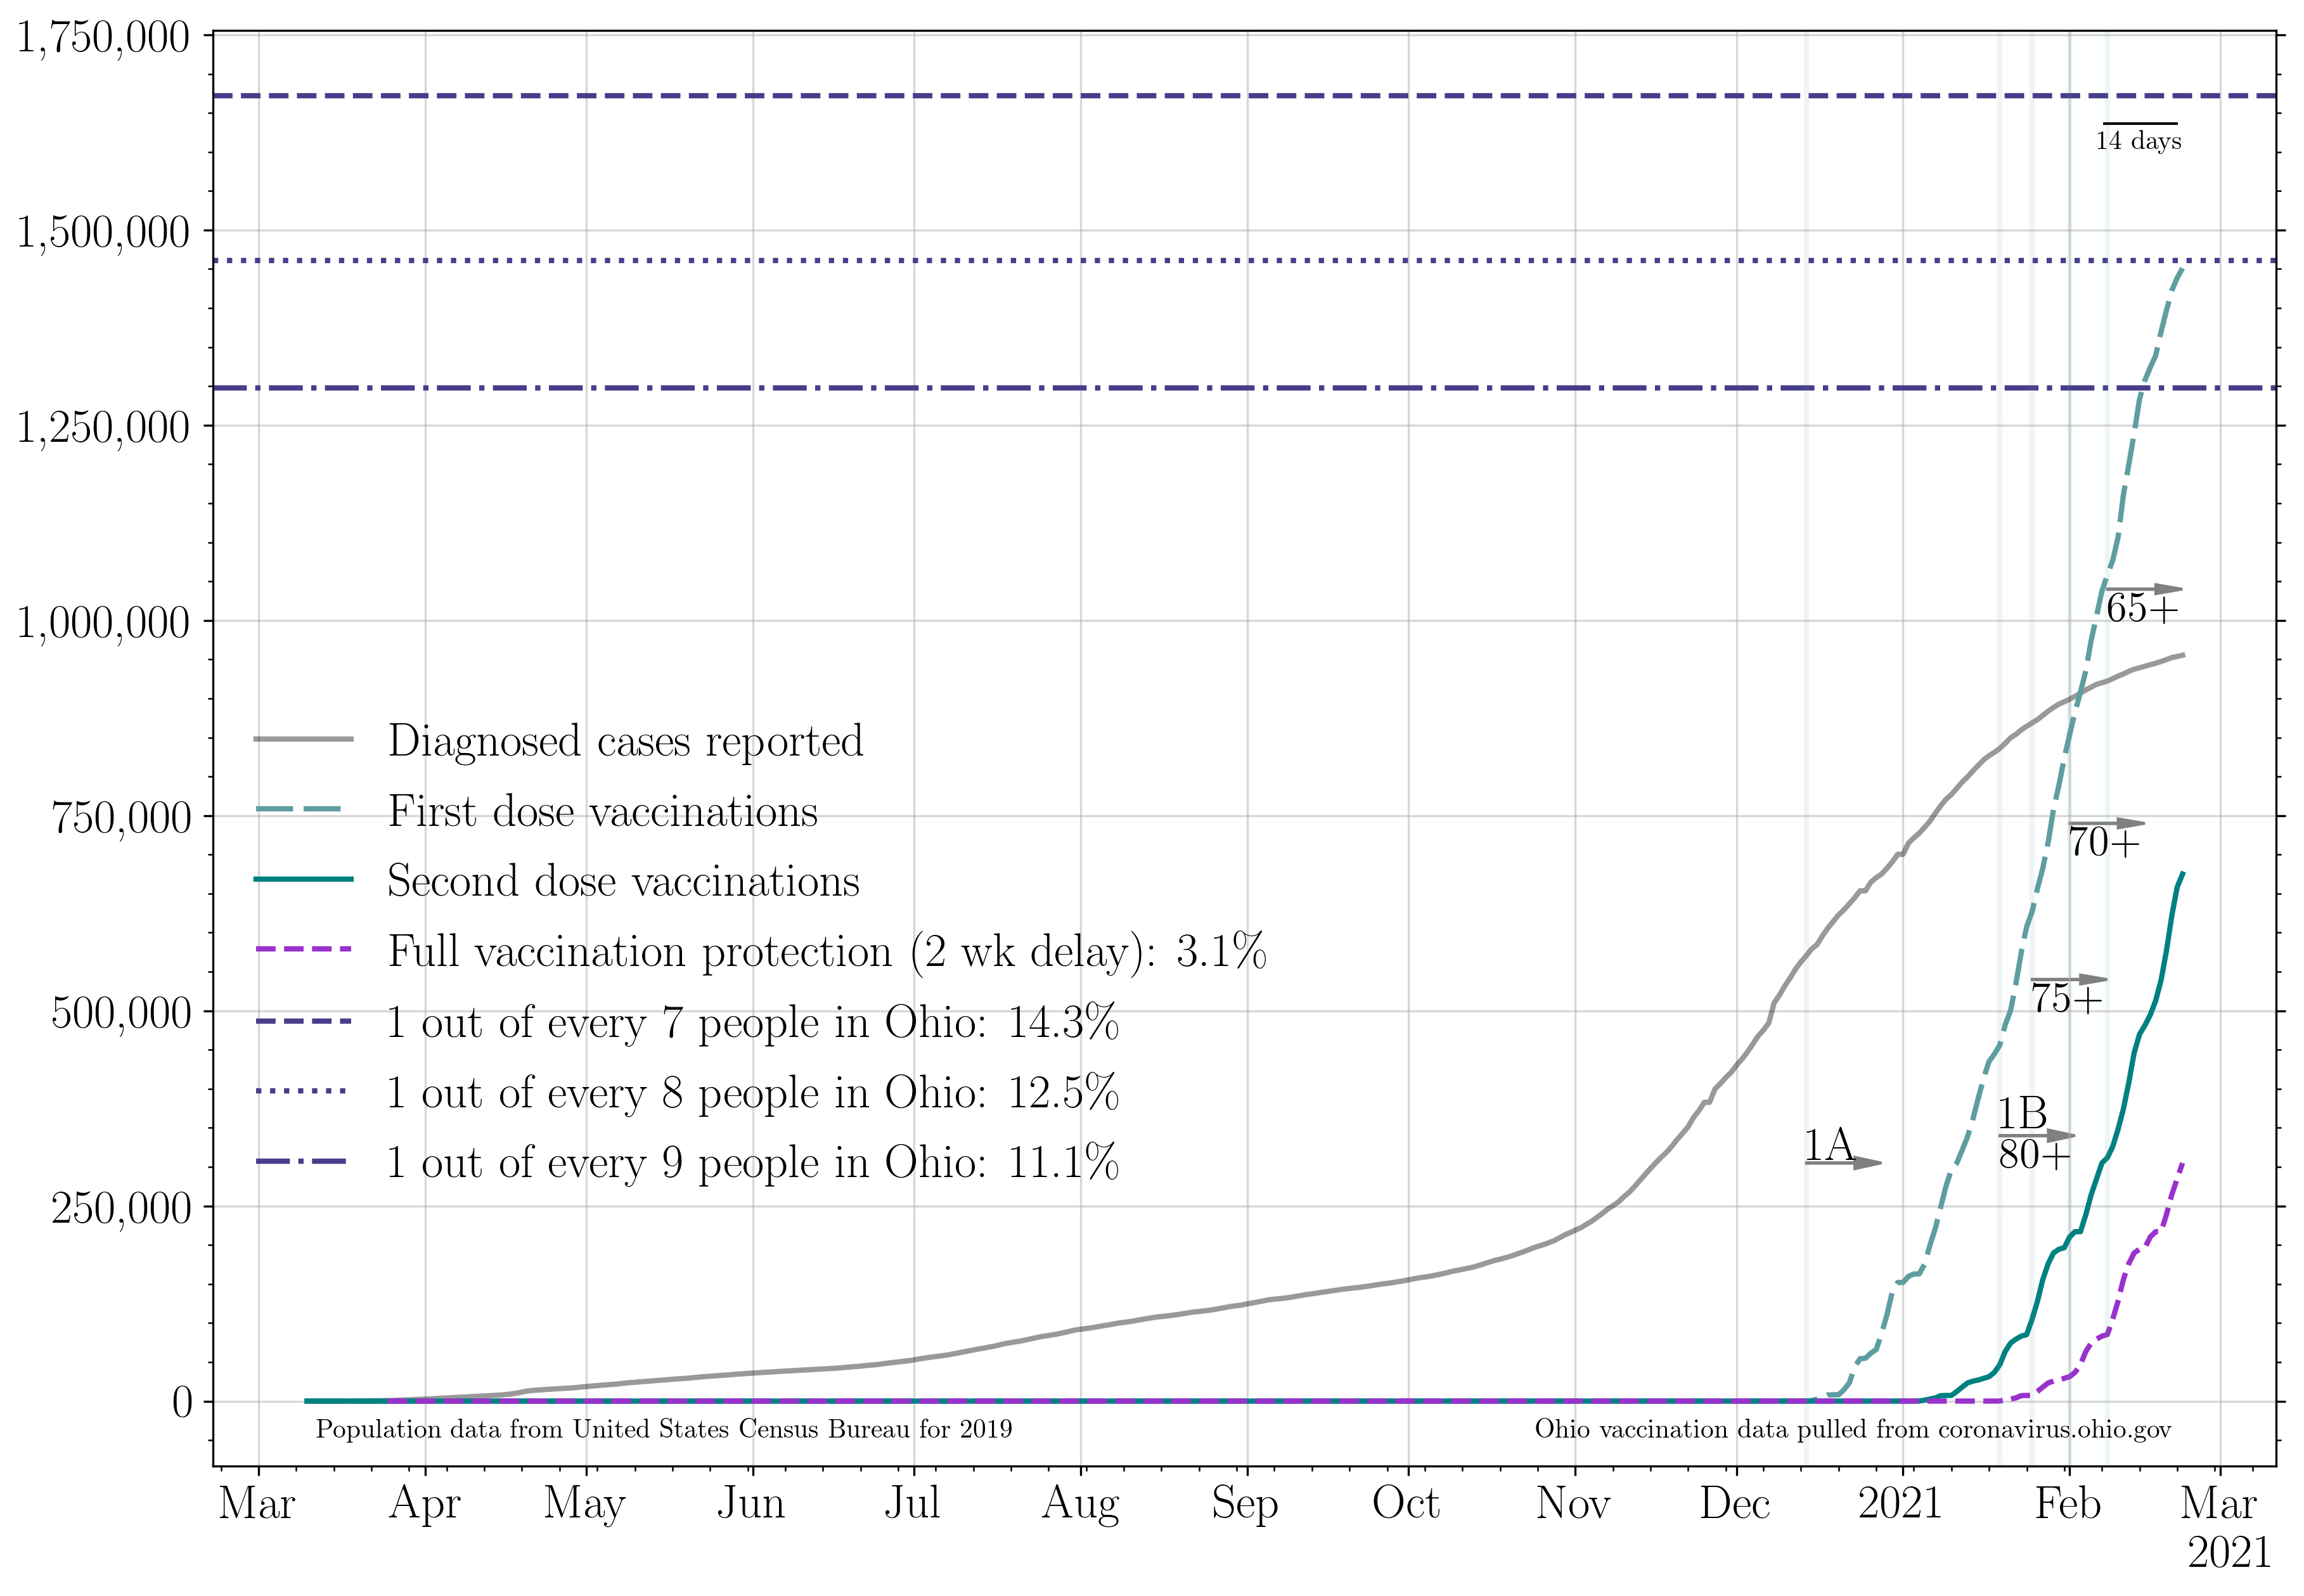 1,750,000
14 days
1,500,000
1,250,000
65+
1,000,000
Diagnosed cases reported
First dose vaccinations
750,000
70+
Second dose vaccinations
Full vaccination protection (2 wk delay): 3.1%
75+
500,000
1 out of every 7 people in Ohio: 14.3%
1 out of every 8 people in Ohio: 12.5%
1B
1A
80+
1 out of every 9 people in Ohio: 11.1%
250,000
0
Population data from United States Census Bureau for 2019
Ohio vaccination data pulled from coronavirus.ohio.gov
Mar Apr May Jun Jul Aug Sep Oct Nov Dec 2021 Feb Mar
2021